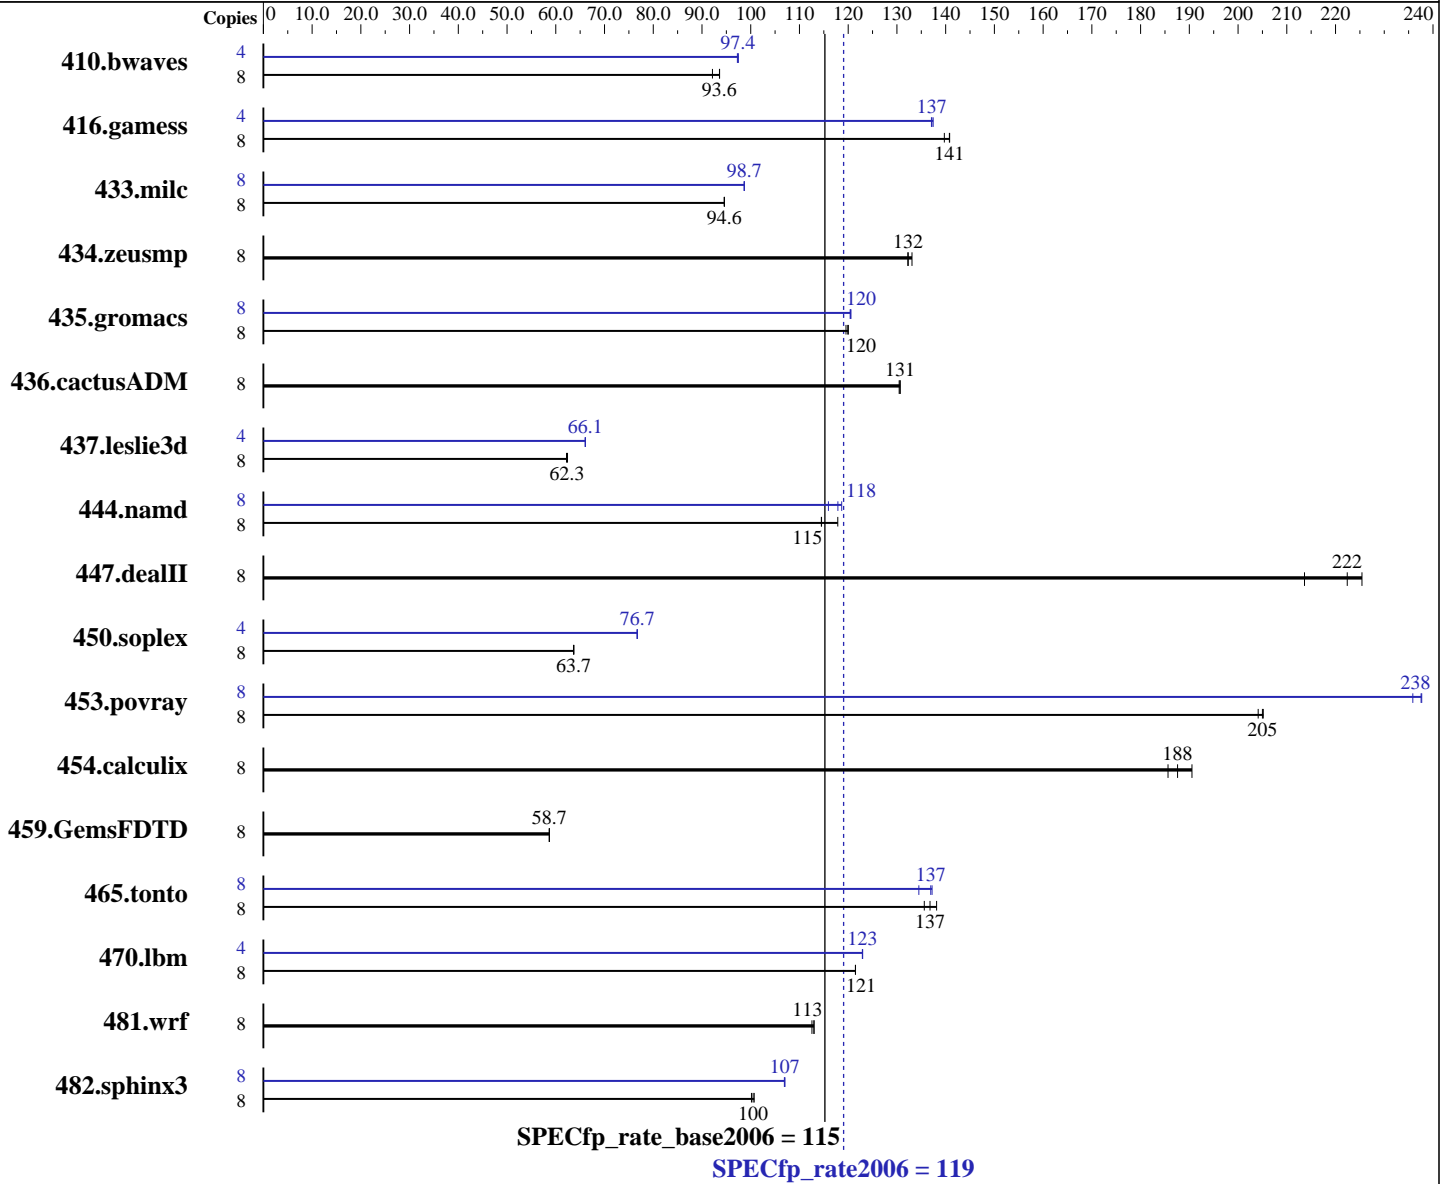 Copies 0 10.0 20.0 30.0 40.0 50.0 60.0 70.0 80.0 90.0 100 110 120 130 140 150 160 170 180 190 200 210 220 240
410.bwaves 4 97.4
8 93.6
416.gamess 4 137
8 141
433.milc 8 98.7
8 94.6
434.zeusmp 8 132
435.gromacs 8 120
8 120
436.cactusADM 8 131
437.leslie3d 4 66.1
8 62.3
444.namd 8 118
8 115
447.dealII 8 222
450.soplex 4 76.7
8 63.7
453.povray 8 238
8 205
454.calculix 8 188
459.GemsFDTD 8 58.7
465.tonto 8 137
8 137
470.lbm 4 123
8 121
481.wrf 8 113
482.sphinx3 8 107
8 100
SPECfp_rate_base2006 = 115
SPECfp_rate2006 = 119